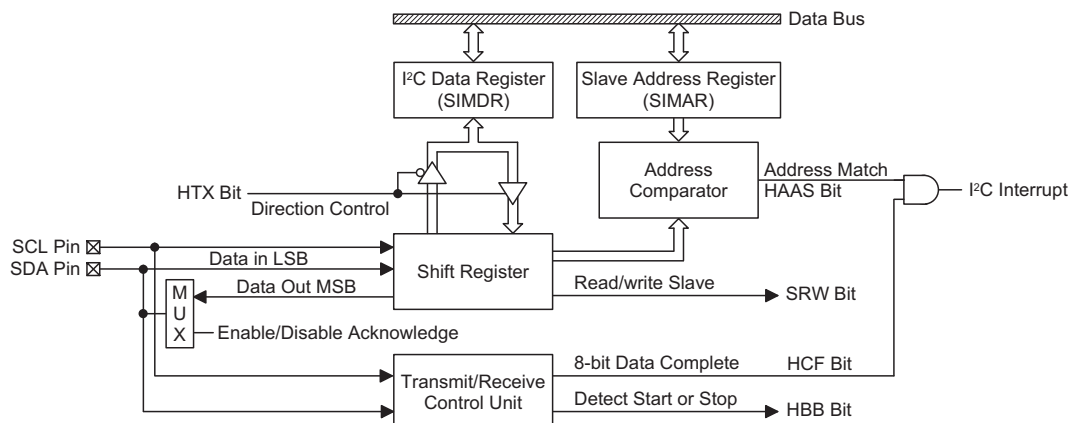 Data Bus
I²C Data Register
(SIMDR)
Slave Address Register
(SIMAR)
Address
Comparator
Address Match
HAAS Bit
I²C Interrupt
HTX Bit
Direction Control
SCL Pin
SDA Pin
Data in LSB
Shift Register
Data Out MSB
Read/write Slave
SRW Bit
M
U
X
Enable/Disable Acknowledge
Transmit/Receive
Control Unit
8-bit Data Complete
HCF Bit
Detect Start or Stop
HBB Bit